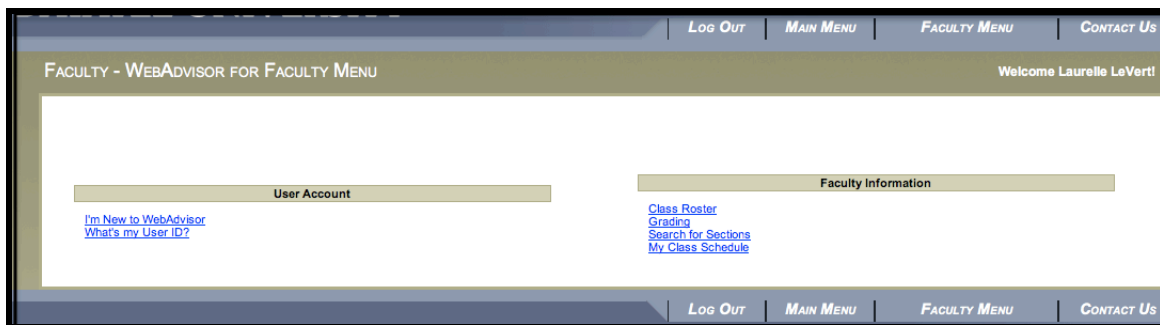 UNIVERSITY
LOG OUT MAIN MENU FACULTY MENU CONTACT US
FACULTY - WEBADVISOR FOR FACULTY MENU Welcome Laurelle LeVert!
User Account
I'm New to WebAdvisor
What's my User ID?
Faculty Information
Class Roster
Grading
Search for Sections
My Class Schedule
LOG OUT MAIN MENU FACULTY MENU CONTACT US